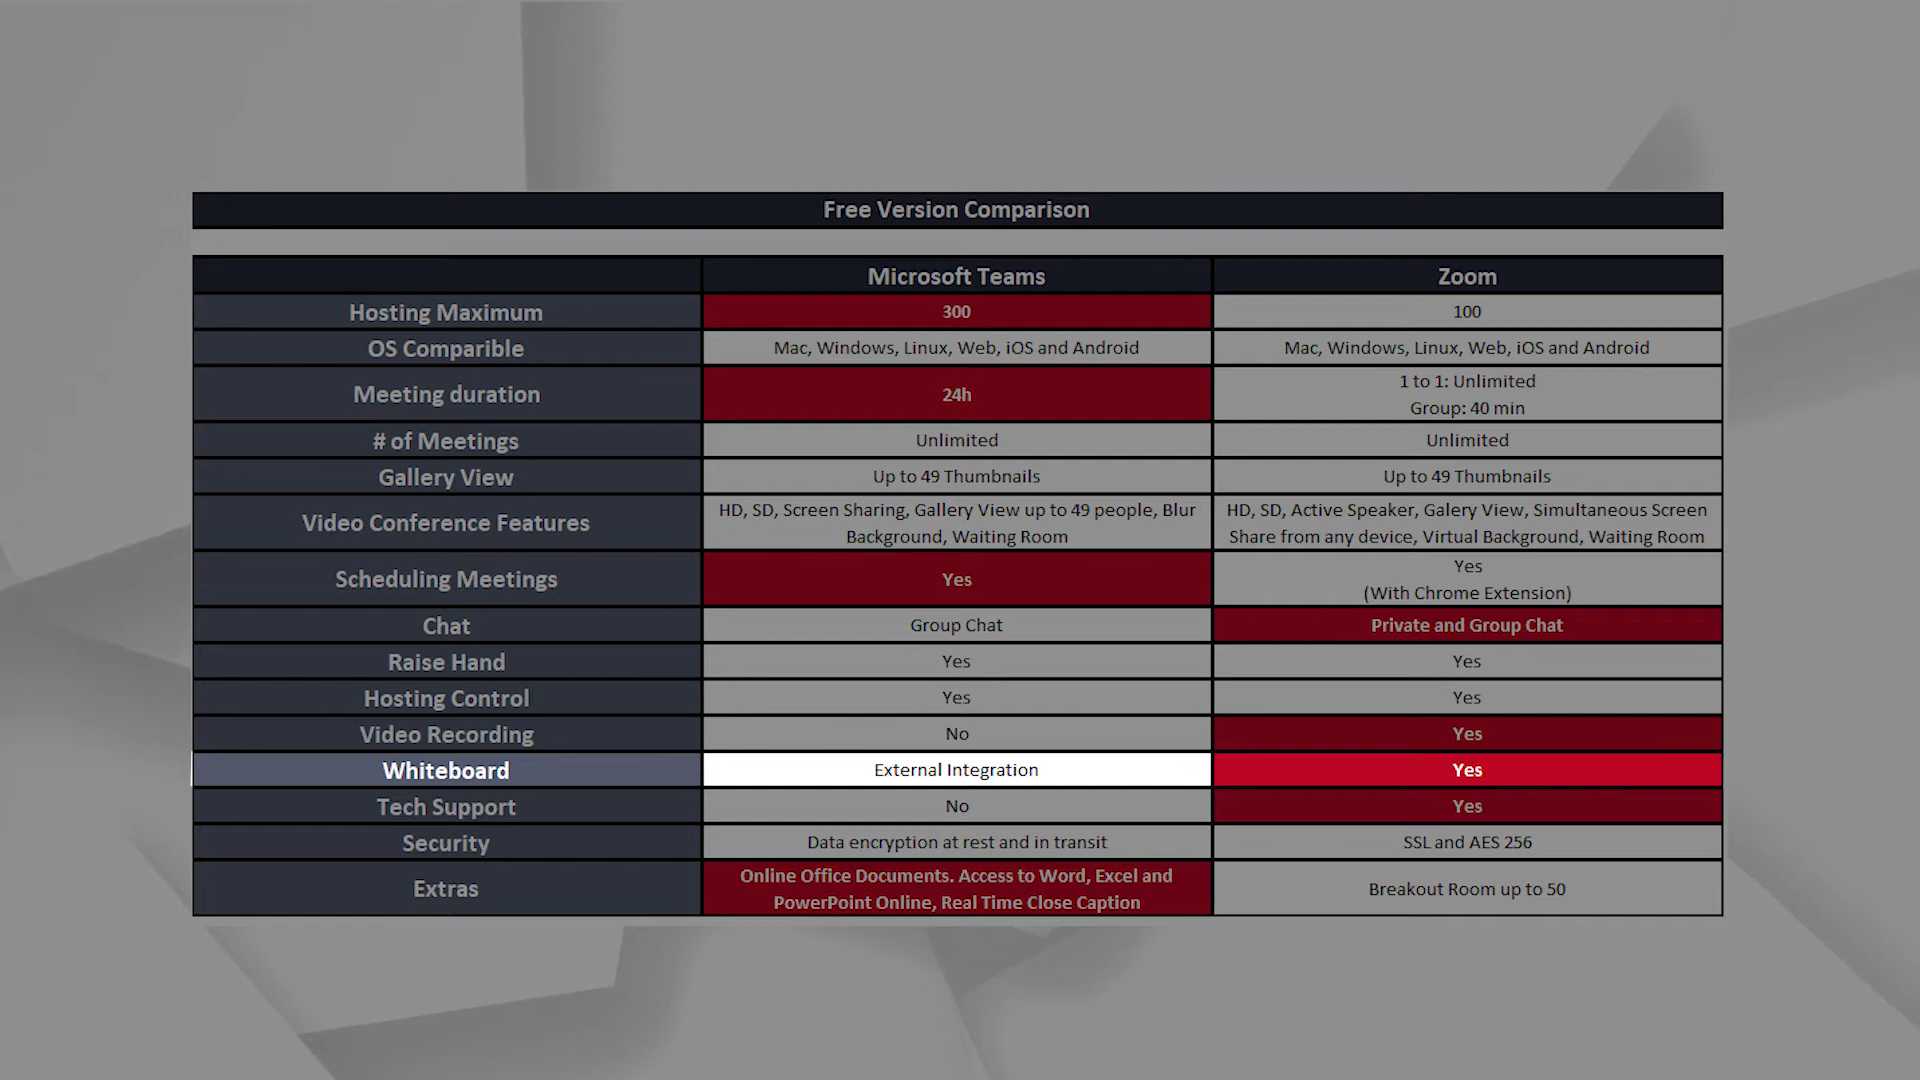 Free Version Comparison
Microsoft Teams
Zoom
Hosting Maximum
300
100
OS Comparible
Mac, Windows, Linux, Web, iOS and Android
Mac, Windows, Linux, Web, iOS and Android
Meeting duration
24h
1 to 1: Unlimited
Group: 40 min
# of Meetings
Unlimited
Unlimited
Gallery View
Up to 49 Thumbnails
Up to 49 Thumbnails
Video Conference Features
HD, SD, Screen Sharing, Gallery View up to 49 people, Blur
Background, Waiting Room
HD, SD, Active Speaker, Galery View, Simultaneous Screen
Share from any device, Virtual Background, Waiting Room
Scheduling Meetings
Yes
Yes
(With Chrome Extension)
Chat
Group Chat
Private and Group Chat
Raise Hand
Yes
Yes
Hosting Control
Yes
Yes
Video Recording
No
Yes
Whiteboard
External Integration
Yes
Tech Support
No
Yes
Security
Data encryption at rest and in transit
SSL and AES 256
Extras
Online Office Documents. Access to Word, Excel and
PowerPoint Online, Real Time Close Caption
Breakout Room up to 50